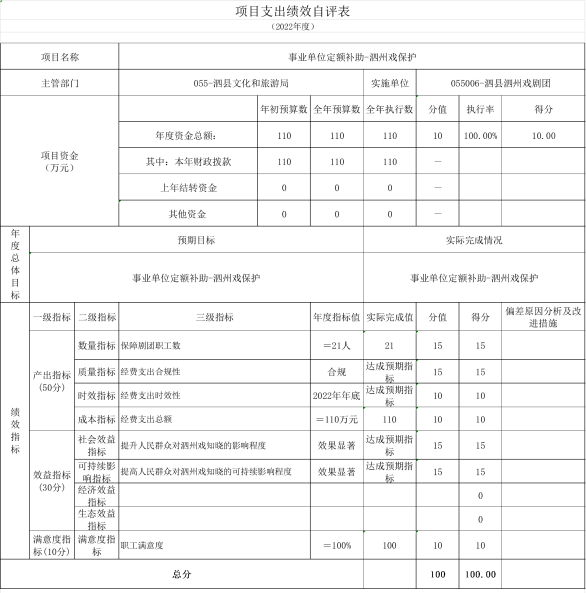 项目支出绩效自评表
（2022年度）
项目名称 事业单位定额补助-泗州戏保护
主管部门 055-泗县文化和旅游局 实施单位 055006-泗县泗州戏剧团
项目资金
（万元）
年初预算数 全年预算数 全年执行数 分值 执行率 得分
年度资金总额： 110 110 110 10 100.00% 10.00
其中：本年财政拨款 110 110 110 －
上年结转资金 0 0 0 －
其他资金 0 0 0 －
年度总体目标
预期目标 实际完成情况
事业单位定额补助-泗州戏保护 事业单位定额补助-泗州戏保护
绩效指标
一级指标 二级指标 三级指标 年度指标值 实际完成值 分值 得分 偏差原因分析及改进措施
产出指标
(50分)
数量指标 保障剧团职工数 ＝21人 21 15 15
质量指标 经费支出合规性 合规 达成预期指标 15 15
时效指标 经费支出时效性 2022年年底 达成预期指标 10 10
成本指标 经费支出总额 ＝110万元 110 10 10
效益指标
(30分)
社会效益指标 提升人民群众对泗州戏的影响程度 效果显著 达成预期指标 15 15
可持续影响指标 提高人民群众对泗州戏知晓的可持续影响程度 效果显著 达成预期指标 15 15
经济效益指标 0
生态效益指标 0
满意度指标(10分) 满意度指标 职工满意度 ＝100% 100 10 10
总分 100 100.00